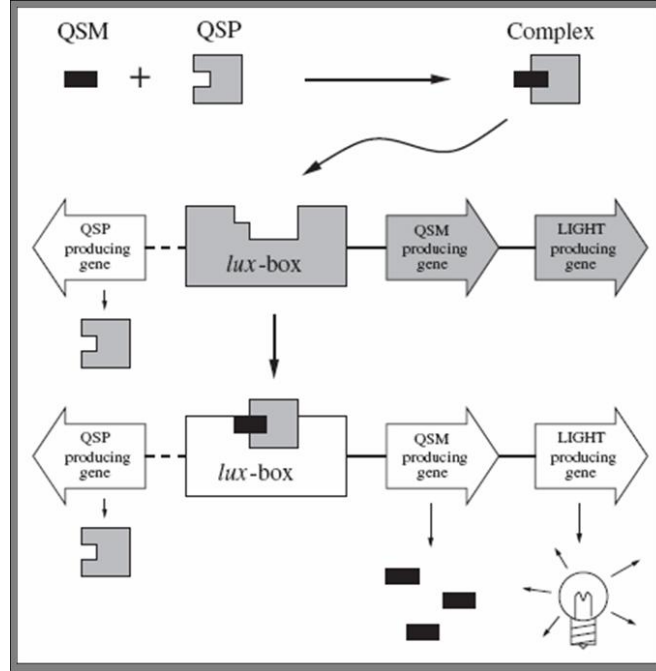 QSM
QSP
Complex
+
QSP
producing
gene
lux-box
QSM
producing
gene
LIGHT
producing
gene
QSP
producing
gene
lux-box
QSM
producing
gene
LIGHT
producing
gene